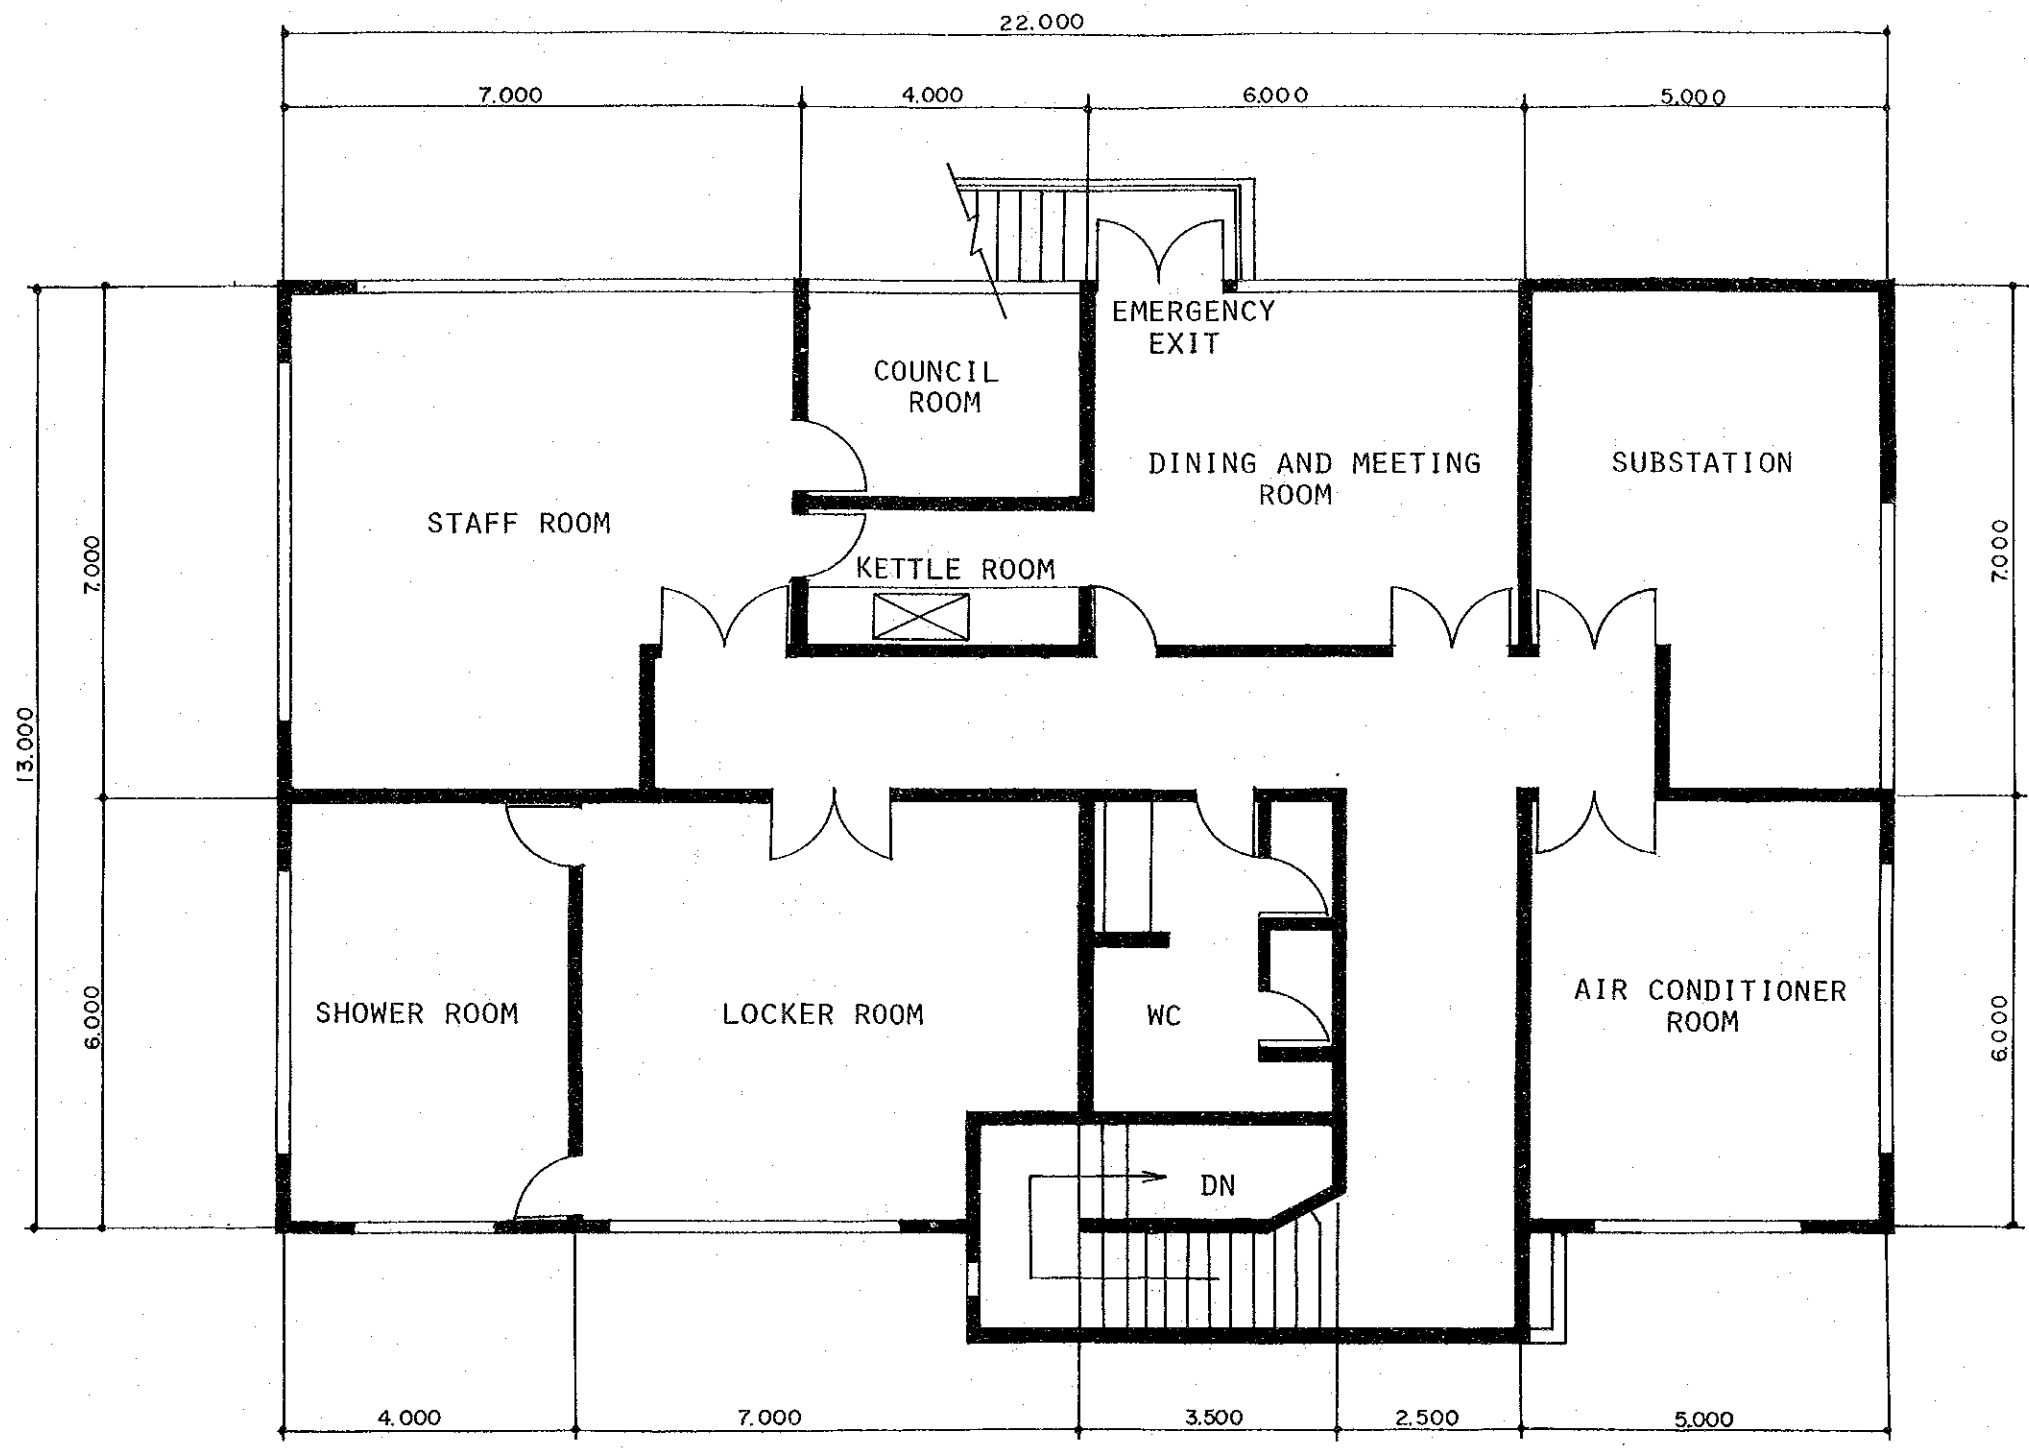 22.000
7.000 4.000 6.000 5.000
EMERGENCY
EXIT
COUNCIL
ROOM
DINING AND MEETING
ROOM
SUBSTATION
STAFF ROOM
KETTLE ROOM
7.000
7.000
13.000
SHOWER ROOM
LOCKER ROOM
WC
AIR CONDITIONER
ROOM
6.000
6.000
DN
4.000 7.000 3.500 2.500 5.000